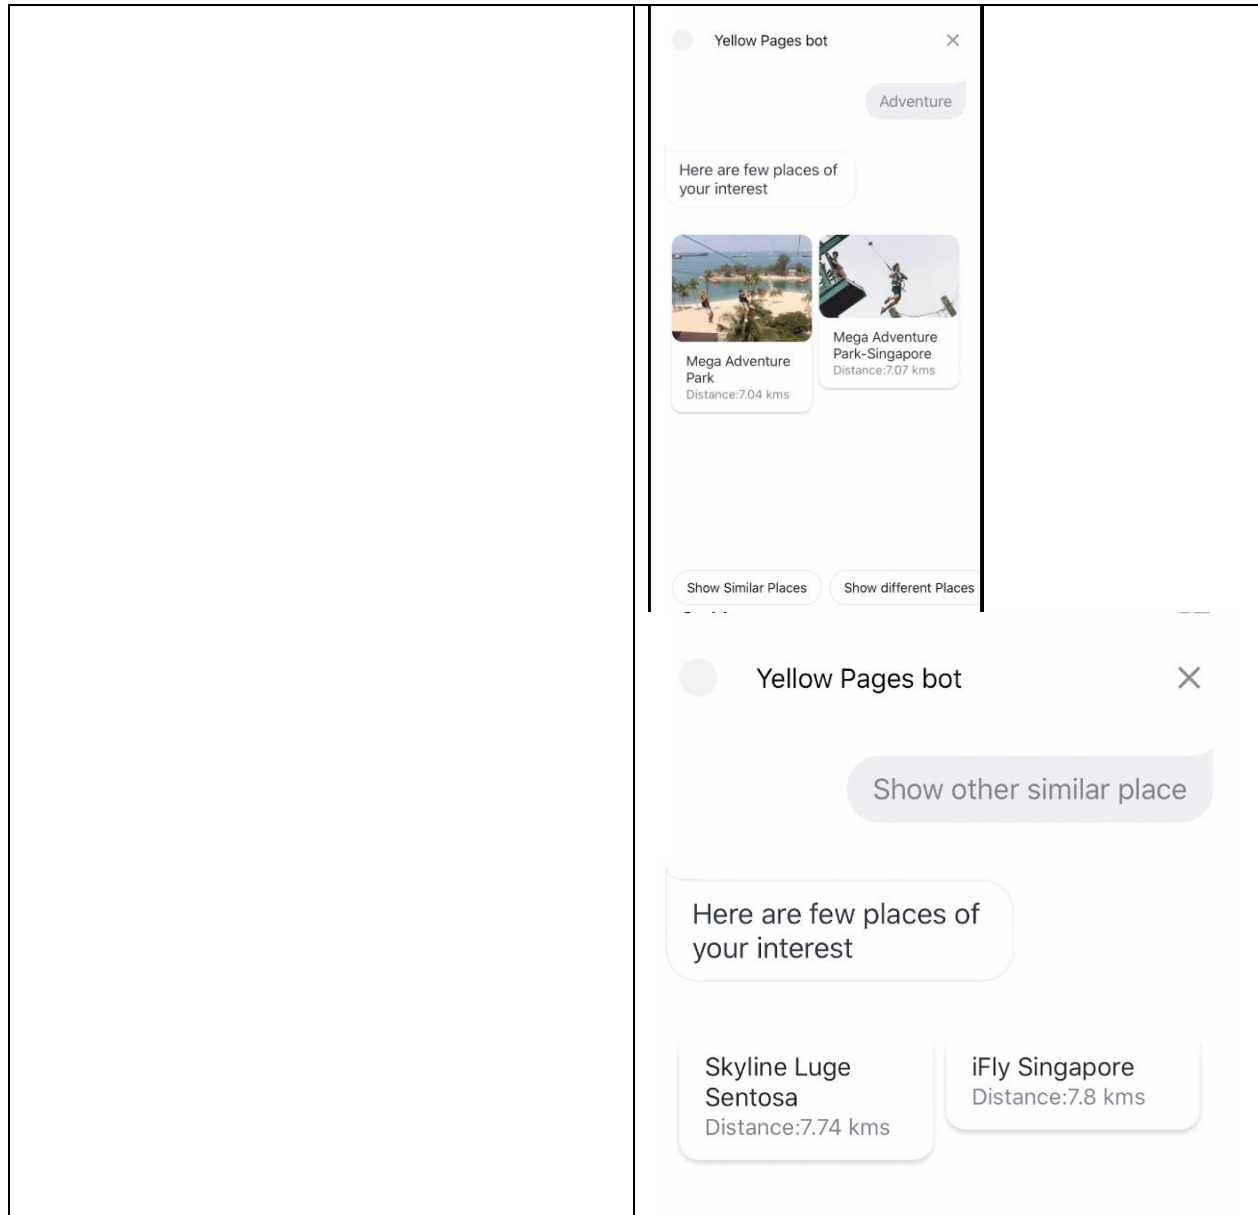 Yellow Pages bot
Adventure
Here are few places of
your interest
Mega Adventure
Park
Distance:7.04 kms
Mega Adventure
Park-Singapore
Distance:7.07 kms
Show Similar Places
Show different Places
Yellow Pages bot
Show other similar place
Here are few places of
your interest
Skyline Luge
Sentosa
Distance:7.74 kms
iFly Singapore
Distance:7.8 kms